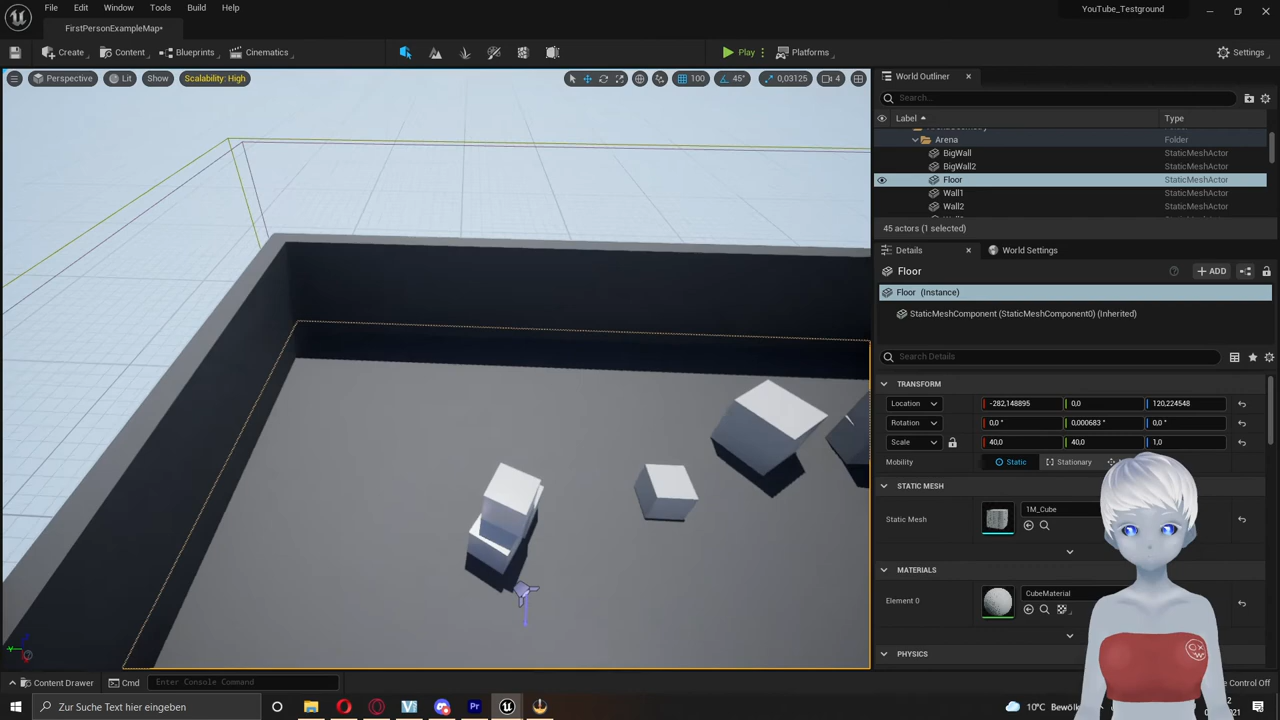 File Edit Window Tools Build Help
YouTube_Testground
FirstPersonExampleMap*
Create Content Blueprints Cinematics Play Platforms Settings
Perspective Lit Show Scalability: High 100 45° 0,03125 4
World Outliner
Search...
Label Type
Folder
Arena Folder
BigWall StaticMeshActor
BigWall2 StaticMeshActor
Floor StaticMeshActor
Wall1 StaticMeshActor
Wall2 StaticMeshActor
45 actors (1 selected)
Details World Settings
Floor + ADD
Floor (Instance)
StaticMeshComponent (StaticMeshComponent0) (Inherited)
Search Details
TRANSFORM
Location -282,148895 0,0 120,224548
Rotation 0,0 ° 0,000683 ° 0,0 °
Scale 40,0 40,0 1,0
Mobility Static Stationary
STATIC MESH
Static Mesh 1M_Cube
MATERIALS
Element 0 CubeMaterial
PHYSICS
Content Drawer Cmd Enter Console Command
Control Off
Zur Suche Text hier eingeben
10°C Bewölk